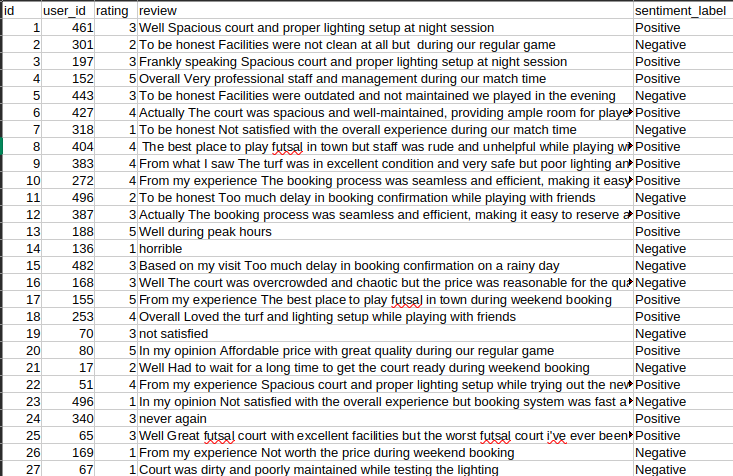 id user_id rating review sentiment_label
1 461 3 Well Spacious court and proper lighting setup at night session Positive
2 301 2 To be honest Facilities were not clean at all but  during our regular game Negative
3 197 3 Frankly speaking Spacious court and proper lighting setup at night session Positive
4 152 5 Overall Very professional staff and management during our match time Positive
5 443 3 To be honest Facilities were outdated and not maintained we played in the evening Negative
6 427 4 Actually The court was spacious and well-maintained, providing ample room for playe Positive
7 318 1 To be honest Not satisfied with the overall experience during our match time Negative
8 404 4 The best place to play futsal in town but staff was rude and unhelpful while playing w Positive
9 383 4 From what I saw The turf was in excellent condition and very safe but poor lighting an Positive
10 272 4 From my experience The booking process was seamless and efficient, making it easy Positive
11 496 2 To be honest Too much delay in booking confirmation while playing with friends Negative
12 387 3 Actually The booking process was seamless and efficient, making it easy to reserve a Positive
13 188 5 Well during peak hours Positive
14 136 1 horrible Negative
15 482 3 Based on my visit Too much delay in booking confirmation on a rainy day Negative
16 168 3 Well The court was overcrowded and chaotic but the price was reasonable for the qua Negative
17 155 5 From my experience The best place to play futsal in town during weekend booking Positive
18 253 4 Overall Loved the turf and lighting setup while playing with friends Positive
19 70 3 not satisfied Negative
20 80 5 In my opinion Affordable price with great quality during our regular game Positive
21 17 2 Well Had to wait for a long time to get the court ready during weekend booking Negative
22 51 4 From my experience Spacious court and proper lighting setup while trying out the new Positive
23 496 1 In my opinion Not satisfied with the overall experience but booking system was fast a Negative
24 340 3 never again Positive
25 65 3 Well Great futsal court with excellent facilities but the worst futsal court i've ever been Positive
26 169 1 From my experience Not worth the price during weekend booking Negative
27 67 1 Court was dirty and poorly maintained while testing the lighting Negative